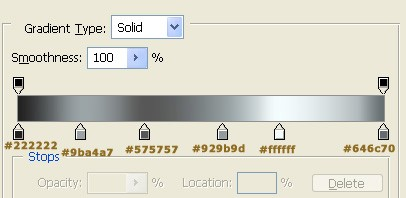 Gradient Type: Solid
Smoothness: 100 %
#222222 #9ba4a7 #575757 #929b9d #ffffff #646c70
Stops
Opacity: % Location: % Delete